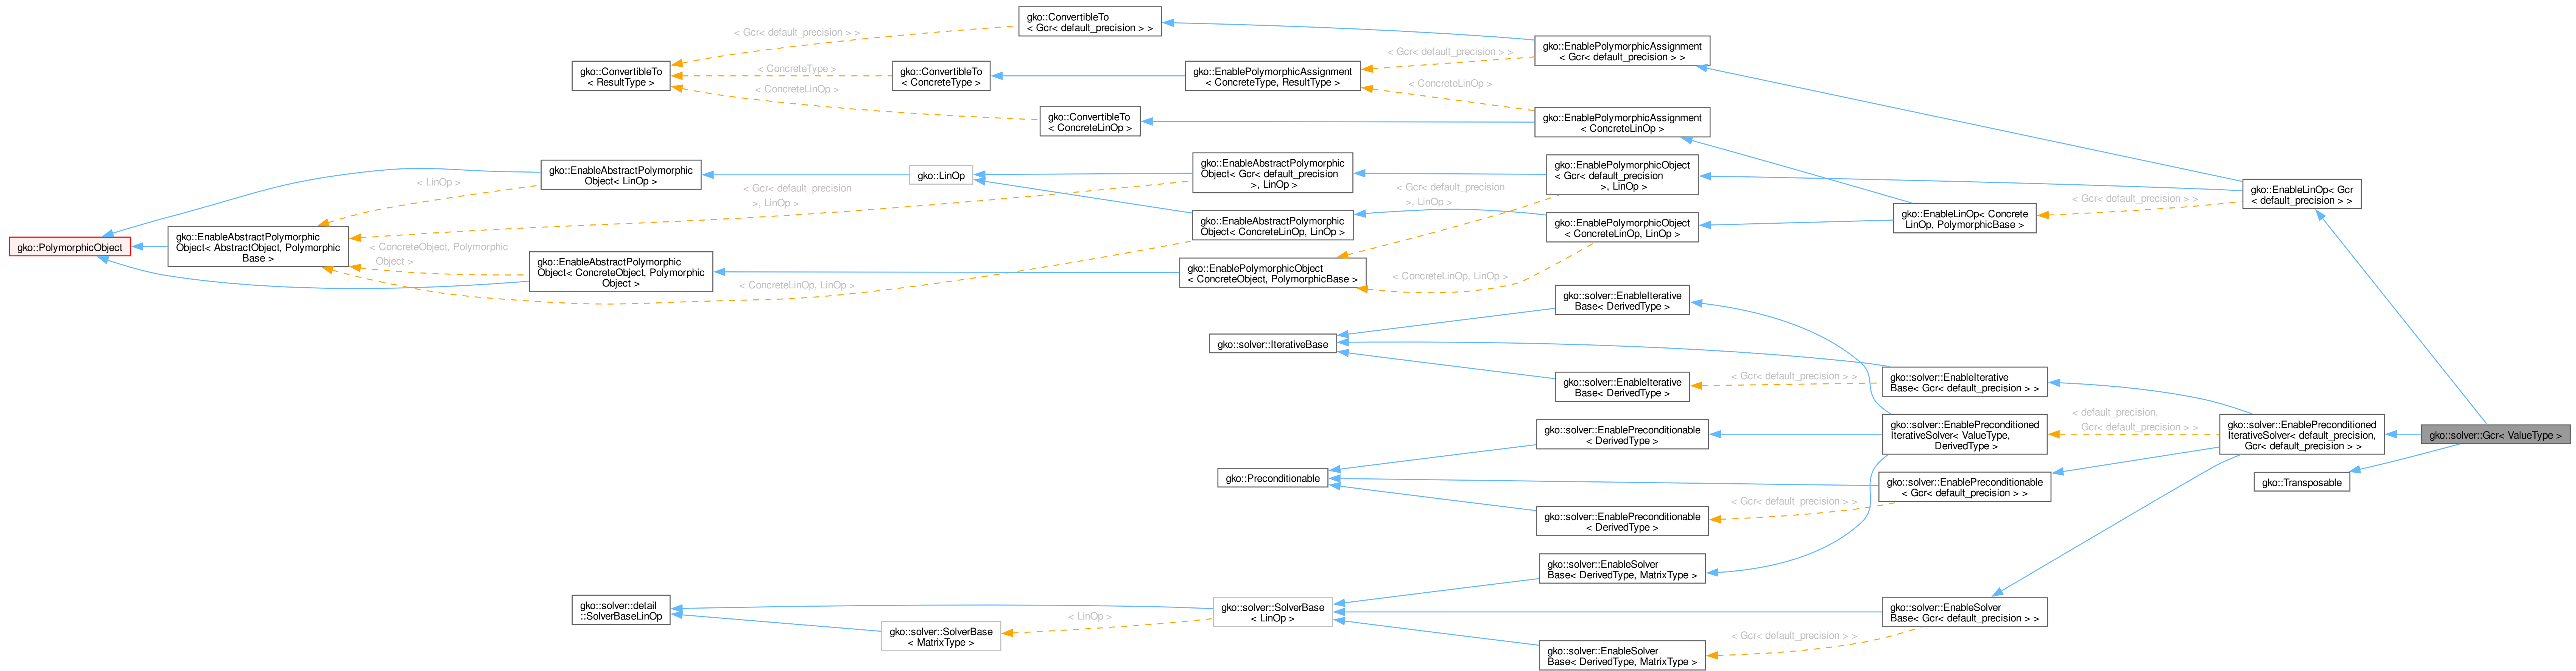 gko::ConvertibleTo
< Gcr< default_precision > >
< Gcr< default_precision > >
gko::EnablePolymorphicAssignment
< Gcr< default_precision > >
< Gcr< default_precision > >
gko::ConvertibleTo
< ResultType >
< ConcreteType >
gko::ConvertibleTo
< ConcreteType >
gko::EnablePolymorphicAssignment
< ConcreteType, ResultType >
< ConcreteLinOp >
< ConcreteLinOp >
gko::ConvertibleTo
< ConcreteLinOp >
gko::EnablePolymorphicAssignment
< ConcreteLinOp >
gko::EnableAbstractPolymorphic
Object< LinOp >
< LinOp >
gko::LinOp
gko::EnableAbstractPolymorphic
Object< Gcr< default_precision
>, LinOp >
gko::EnablePolymorphicObject
< Gcr< default_precision
>, LinOp >
< Gcr< default_precision
>, LinOp >
< Gcr< default_precision
>, LinOp >
gko::EnableLinOp< Gcr
< default_precision > >
< Gcr< default_precision > >
gko::EnableLinOp< Concrete
LinOp, PolymorphicBase >
gko::EnableAbstractPolymorphic
Object< ConcreteLinOp, LinOp >
gko::EnablePolymorphicObject
< ConcreteLinOp, LinOp >
gko::PolymorphicObject
gko::EnableAbstractPolymorphic
Object< AbstractObject, Polymorphic
Base >
< ConcreteObject, Polymorphic
Object >
gko::EnableAbstractPolymorphic
Object< ConcreteObject, Polymorphic
Object >
gko::EnablePolymorphicObject
< ConcreteObject, PolymorphicBase >
< ConcreteLinOp, LinOp >
< ConcreteLinOp, LinOp >
gko::solver::EnableIterative
Base< DerivedType >
gko::solver::IterativeBase
gko::solver::EnableIterative
Base< DerivedType >
< Gcr< default_precision > >
gko::solver::EnableIterative
Base< Gcr< default_precision > >
gko::solver::EnablePreconditionable
< DerivedType >
gko::solver::EnablePreconditioned
IterativeSolver< ValueType,
DerivedType >
< default_precision,
Gcr< default_precision > >
gko::solver::EnablePreconditioned
IterativeSolver< default_precision,
Gcr< default_precision > >
gko::solver::Gcr< ValueType >
gko::Preconditionable
gko::solver::EnablePreconditionable
< Gcr< default_precision > >
gko::Transposable
< Gcr< default_precision > >
gko::solver::EnablePreconditionable
< DerivedType >
gko::solver::EnableSolver
Base< DerivedType, MatrixType >
gko::solver::detail
::SolverBaseLinOp
gko::solver::SolverBase
< LinOp >
gko::solver::EnableSolver
Base< Gcr< default_precision > >
< LinOp >
gko::solver::SolverBase
< MatrixType >
< Gcr< default_precision > >
gko::solver::EnableSolver
Base< DerivedType, MatrixType >